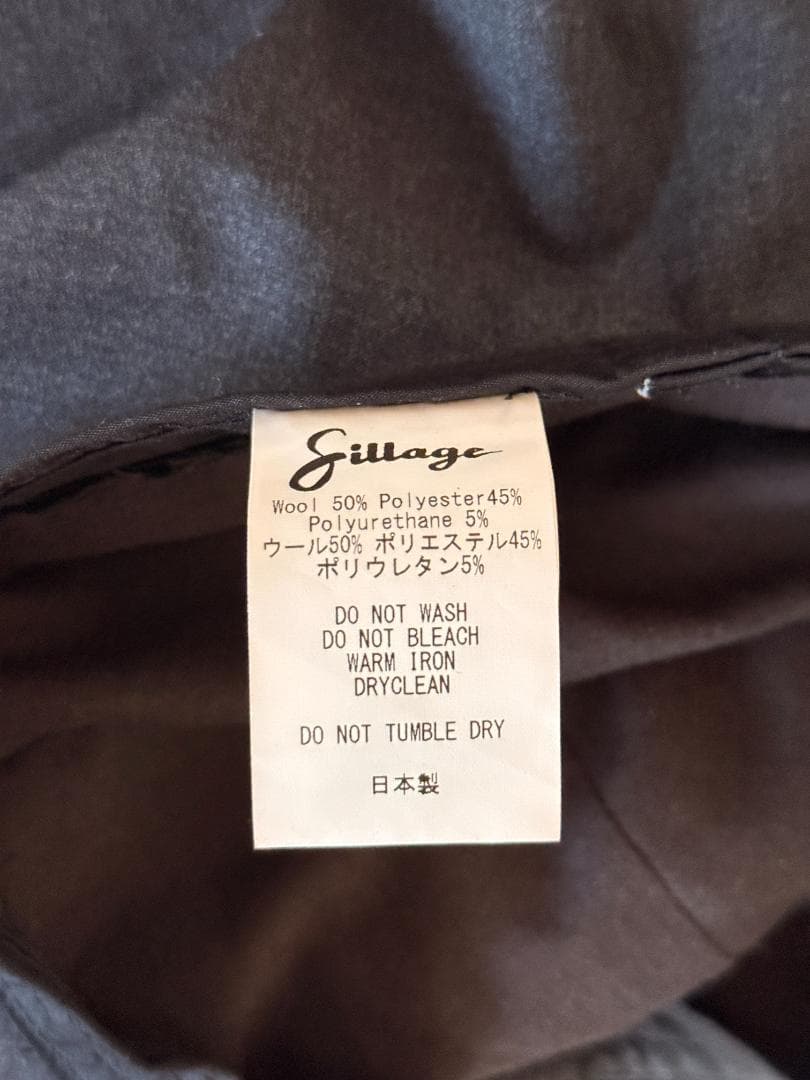 Sillage
Wool 50% Polyester45%
Polyurethane 5%
ウール50% ポリエステル45%
ポリウレタン5%
DO NOT WASH
DO NOT BLEACH
WARM IRON
DRYCLEAN
DO NOT TUMBLE DRY
日本製